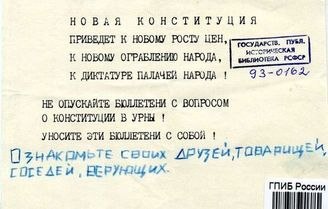 НОВАЯ КОНСТИТУЦИЯ
ПРИВЕДЕТ К НОВОМУ РОСТУ ЦЕН,
К НОВОМУ ОГРАБЛЕНИЮ НАРОДА,
К ДИКТАТУРЕ ПАЛАЧЕЙ НАРОДА !
ГОСУДАРСТВ. ПУБЛ.
ИСТОРИЧЕСКАЯ
БИБЛИОТЕКА РСФСР
93-0162
НЕ ОПУСКАЙТЕ БЮЛЛЕТЕНИ С ВОПРОСОМ
О КОНСТИТУЦИИ В УРНЫ !
УНОСИТЕ ЭТИ БЮЛЛЕТЕНИ С СОБОЙ !
ОЗНАКОМЬТЕ СВОИХ ДРУЗЕЙ, ТОВАРИЩЕЙ,
СОСЕДЕЙ, ВЕРУЮЩИХ.
ГПИБ России